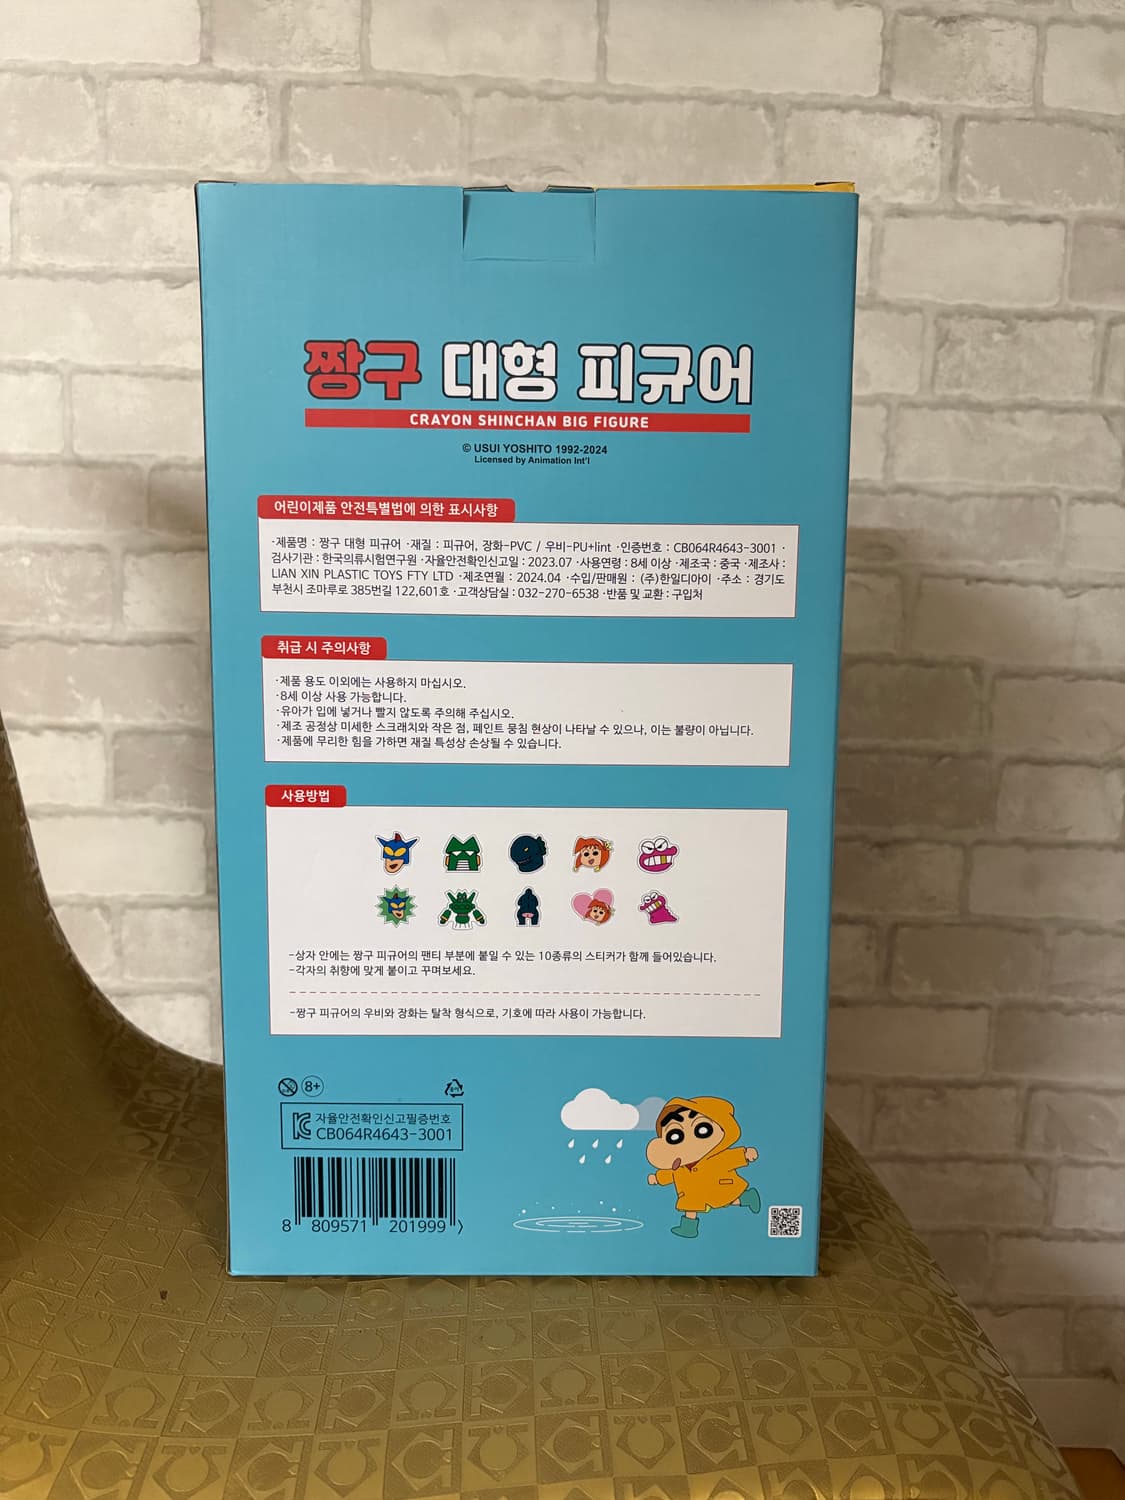 짱구 대형 피규어
CRAYON SHINCHAN BIG FIGURE
© USUI YOSHITO 1992-2024
Licensed by Animation Int'l
어린이제품 안전특별법에 의한 표시사항
·제품명 : 짱구 대형 피규어 ·재질 : 피규어, 장화-PVC / 우비-PU+lint ·인증번호 : CB064R4643-3001 ·
검사기관 : 한국의류시험연구원 ·자율안전확인신고일 : 2023.07 ·사용연령 : 8세 이상 ·제조국 : 중국 ·제조사 :
LIAN XIN PLASTIC TOYS FTY LTD ·제조연월 : 2024.04 ·수입/판매원 : (주)한일디아이 ·주소 : 경기도
부천시 조마루로 385번길 122,601호 ·고객상담실 : 032-270-6538 ·반품 및 교환 : 구입처
취급 시 주의사항
·제품 용도 이외에는 사용하지 마십시오.
·8세 이상 사용 가능합니다.
·유아가 입에 넣거나 빨지 않도록 주의해 주십시오.
·제조 공정상 미세한 스크래치와 작은 점, 페인트 뭉침 현상이 나타날 수 있으나, 이는 불량이 아닙니다.
·제품에 무리한 힘을 가하면 재질 특성상 손상될 수 있습니다.
사용방법
-상자 안에는 짱구 피규어의 팬티 부분에 붙일 수 있는 10종류의 스티커가 함께 들어있습니다.
-각자의 취향에 맞게 붙이고 꾸며보세요.
-짱구 피규어의 우비와 장화는 탈착 형식으로, 기호에 따라 사용이 가능합니다.
8+
자율안전확인신고필증번호
CB064R4643-3001
8 809571 201999